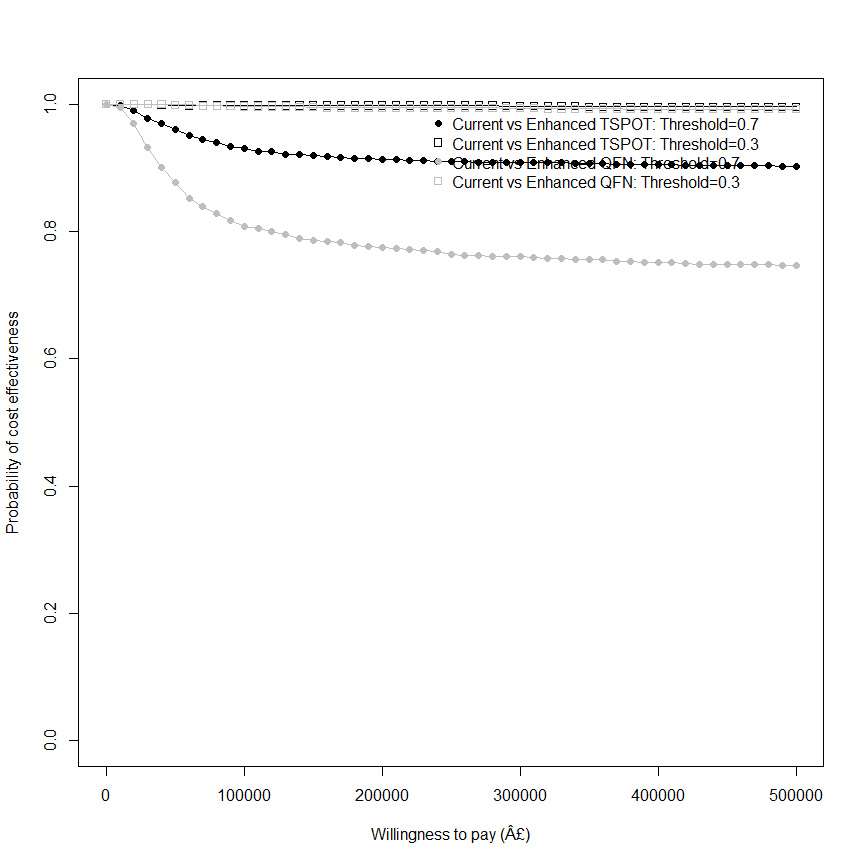 Current vs Enhanced TSPOT: Threshold=0.7
Current vs Enhanced TSPOT: Threshold=0.3
Current vs Enhanced QFN: Threshold=0.7
Current vs Enhanced QFN: Threshold=0.3
Probability of cost effectiveness
1.0
0.8
0.6
0.4
0.2
0.0
0
100000
200000
300000
400000
500000
Willingness to pay (Â£)